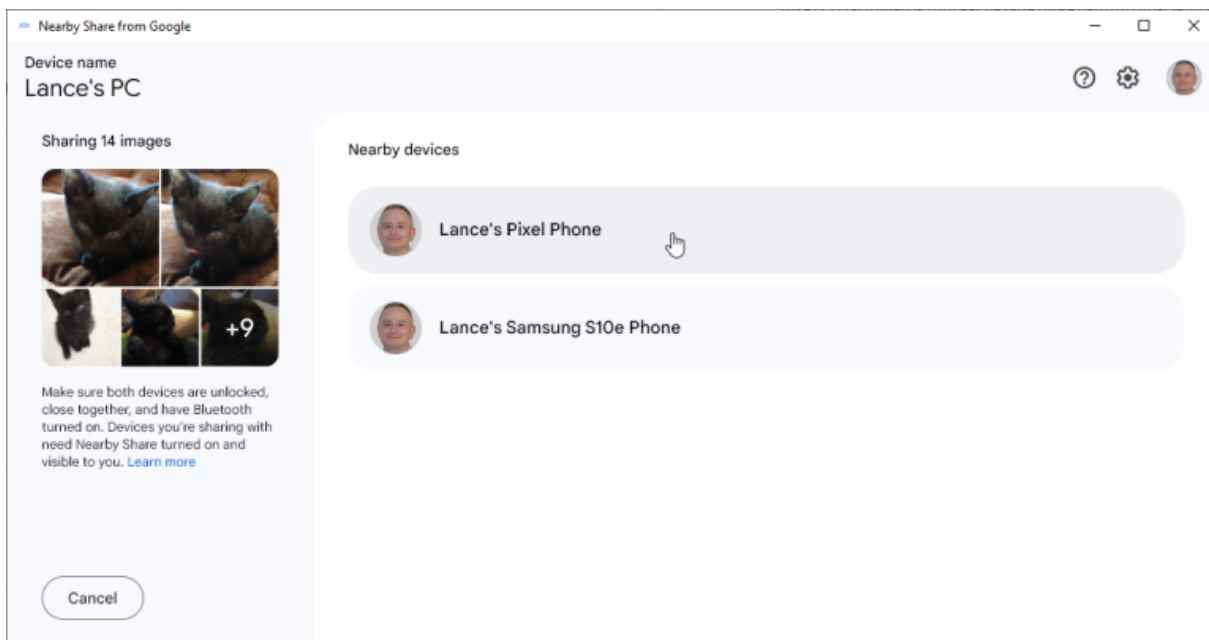 Nearby Share from Google
Device name
Lance's PC
Sharing 14 images
+9
Make sure both devices are unlocked,
close together, and have Bluetooth
turned on. Devices you're sharing with
need Nearby Share turned on and
visible to you. Learn more
Cancel
Nearby devices
Lance's Pixel Phone
Lance's Samsung S10e Phone